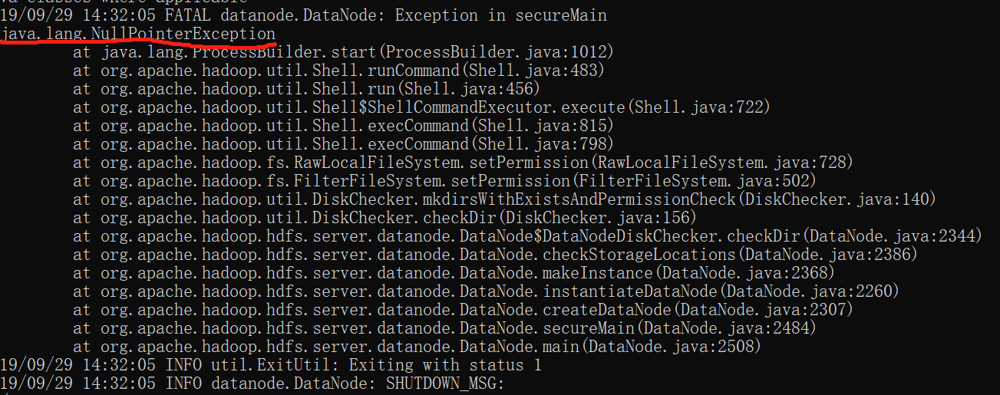 va classes where applicable
19/09/29 14:32:05 FATAL datanode.DataNode: Exception in secureMain
java.lang.NullPointerException
at java.lang.ProcessBuilder.start(ProcessBuilder.java:1012)
at org.apache.hadoop.util.Shell.runCommand(Shell.java:483)
at org.apache.hadoop.util.Shell.run(Shell.java:456)
at org.apache.hadoop.util.Shell$ShellCommandExecutor.execute(Shell.java:722)
at org.apache.hadoop.util.Shell.execCommand(Shell.java:815)
at org.apache.hadoop.util.Shell.execCommand(Shell.java:798)
at org.apache.hadoop.fs.RawLocalFileSystem.setPermission(RawLocalFileSystem.java:728)
at org.apache.hadoop.fs.FilterFileSystem.setPermission(FilterFileSystem.java:502)
at org.apache.hadoop.util.DiskChecker.mkdirsWithExistsAndPermissionCheck(DiskChecker.java:140)
at org.apache.hadoop.util.DiskChecker.checkDir(DiskChecker.java:156)
at org.apache.hadoop.hdfs.server.datanode.DataNode$DataNodeDiskChecker.checkDir(DataNode.java:2344)
at org.apache.hadoop.hdfs.server.datanode.DataNode.checkStorageLocations(DataNode.java:2386)
at org.apache.hadoop.hdfs.server.datanode.DataNode.makeInstance(DataNode.java:2368)
at org.apache.hadoop.hdfs.server.datanode.DataNode.instantiateDataNode(DataNode.java:2260)
at org.apache.hadoop.hdfs.server.datanode.DataNode.createDataNode(DataNode.java:2307)
at org.apache.hadoop.hdfs.server.datanode.DataNode.secureMain(DataNode.java:2484)
at org.apache.hadoop.hdfs.server.datanode.DataNode.main(DataNode.java:2508)
19/09/29 14:32:05 INFO util.ExitUtil: Exiting with status 1
19/09/29 14:32:05 INFO datanode.DataNode: SHUTDOWN_MSG: